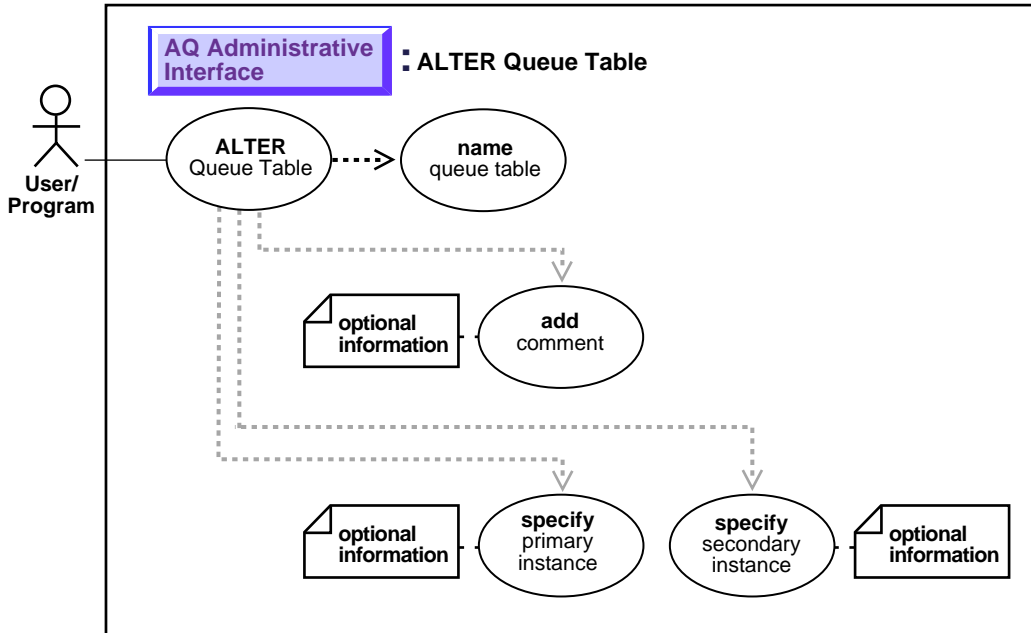 AQ Administrative
Interface
: ALTER Queue Table
User/
Program
ALTER
Queue Table
name
queue table
optional
information
add
comment
optional
information
specify
primary
instance
specify
secondary
instance
optional
information